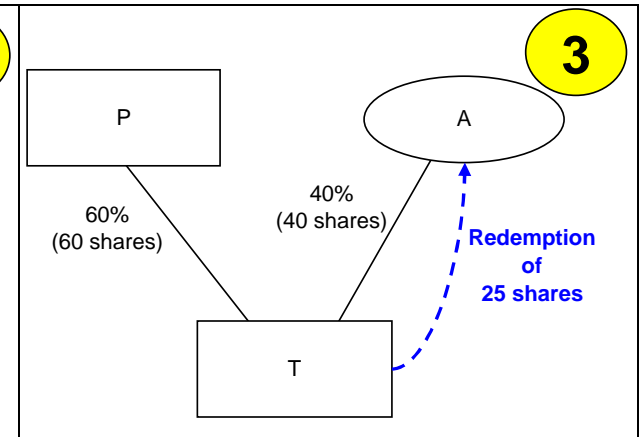 3
P
A
60%
(60 shares)
40%
(40 shares)
Redemption
of
25 shares
T